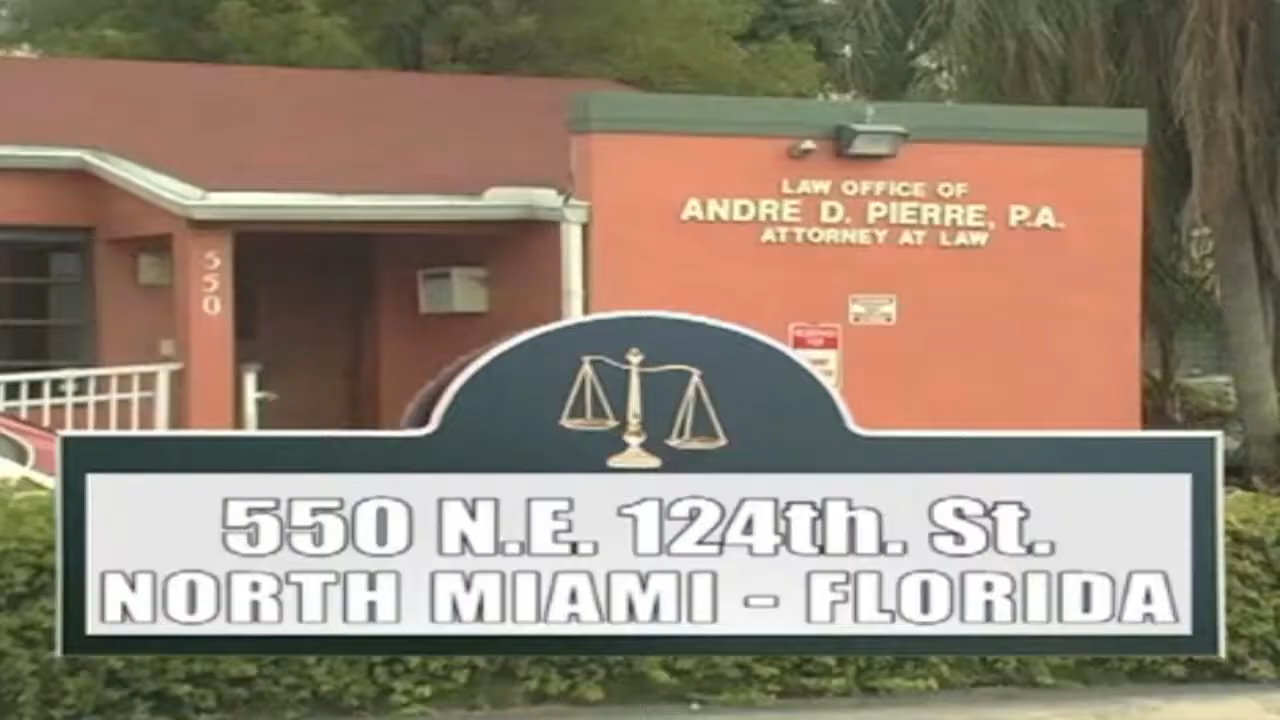 LAW OFFICE OF
ANDRE D. PIERRE, P.A.
ATTORNEY AT LAW
550
550 N.E. 124th. St.
NORTH MIAMI - FLORIDA